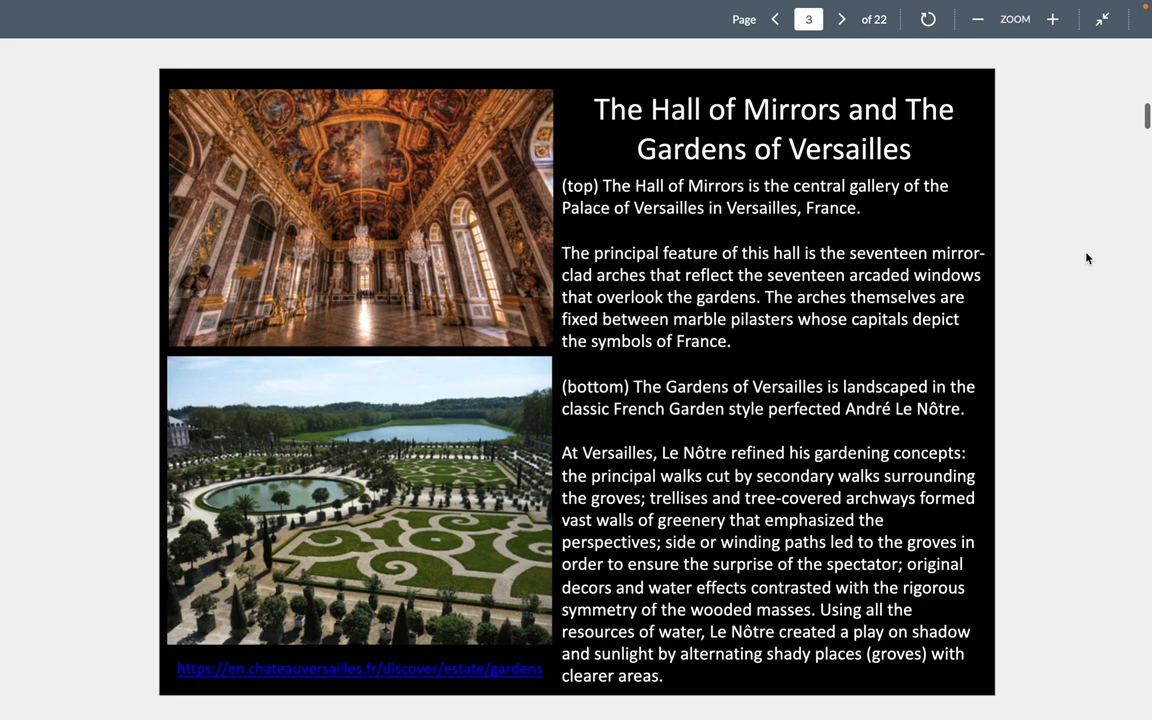 Page 3 of 22 ZOOM
The Hall of Mirrors and The
Gardens of Versailles
(top) The Hall of Mirrors is the central gallery of the
Palace of Versailles in Versailles, France.
The principal feature of this hall is the seventeen mirror-
clad arches that reflect the seventeen arcaded windows
that overlook the gardens. The arches themselves are
fixed between marble pilasters whose capitals depict
the symbols of France.
(bottom) The Gardens of Versailles is landscaped in the
classic French Garden style perfected André Le Nôtre.
At Versailles, Le Nôtre refined his gardening concepts:
the principal walks cut by secondary walks surrounding
the groves; trellises and tree-covered archways formed
vast walls of greenery that emphasized the
perspectives; side or winding paths led to the groves in
order to ensure the surprise of the spectator; original
decors and water effects contrasted with the rigorous
symmetry of the wooded masses. Using all the
resources of water, Le Nôtre created a play on shadow
and sunlight by alternating shady places (groves) with
clearer areas.
https://en.chateauversailles.fr/discover/estate/gardens